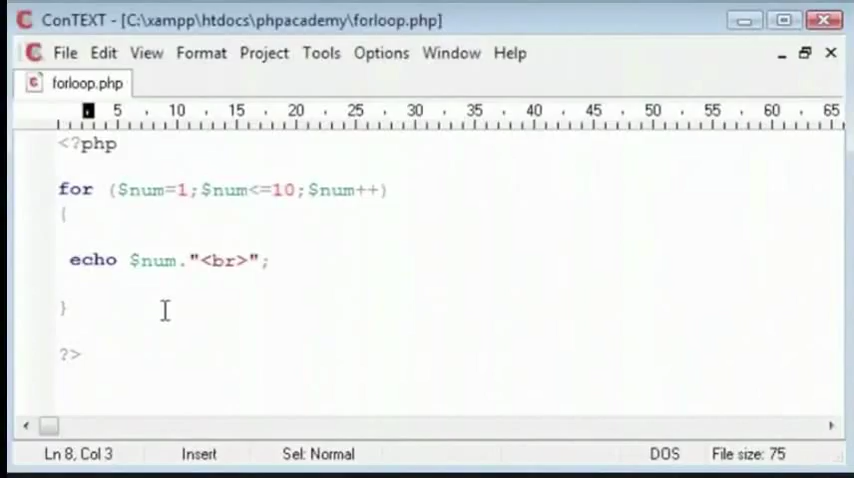 ConTEXT - [C:\xampp\htdocs\phpacademy\forloop.php]
File Edit View Format Project Tools Options Window Help
forloop.php
5 10 15 20 25 30 35 40 45 50 55 60 65
<?php
for ($num=1;$num<=10;$num++)
{
echo $num."<br>";
}
?>
Ln 8, Col 3 Insert Sel: Normal DOS File size: 75